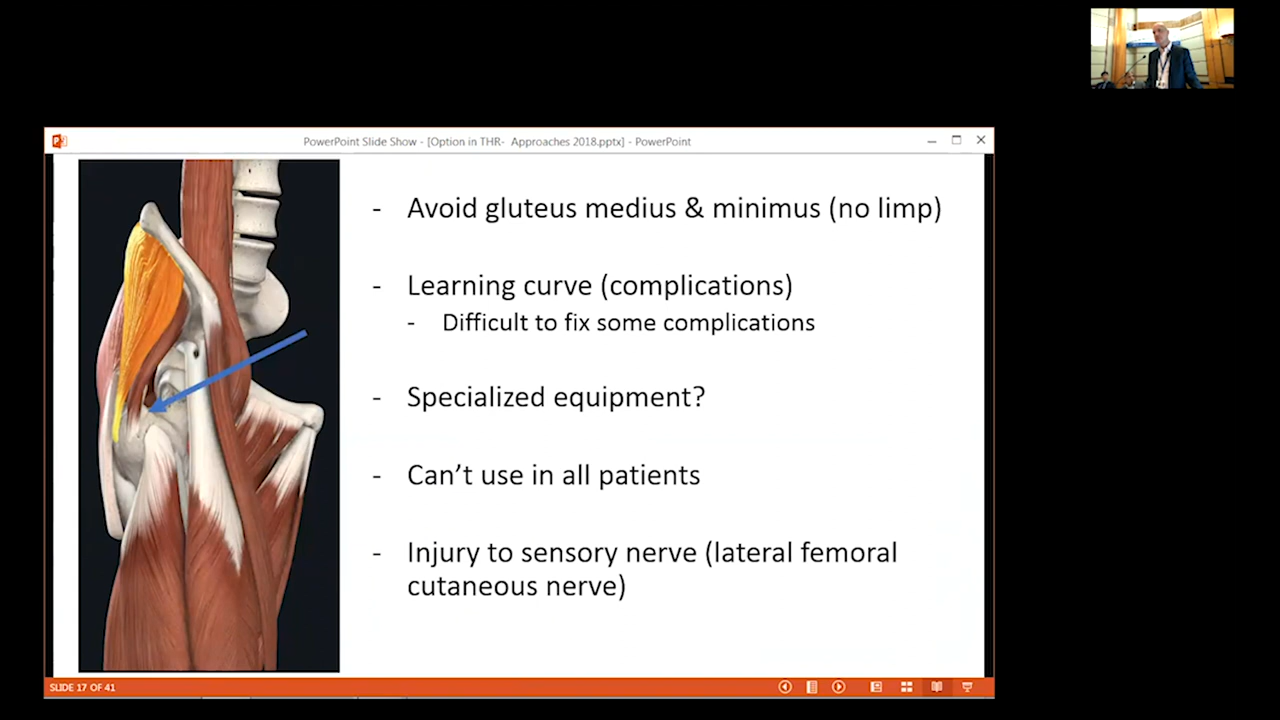 PowerPoint Slide Show - [Option in THR- Approaches 2018.pptx] - PowerPoint
- Avoid gluteus medius & minimus (no limp)
- Learning curve (complications)
- Difficult to fix some complications
- Specialized equipment?
- Can't use in all patients
- Injury to sensory nerve (lateral femoral
cutaneous nerve)
SLIDE 17 OF 41